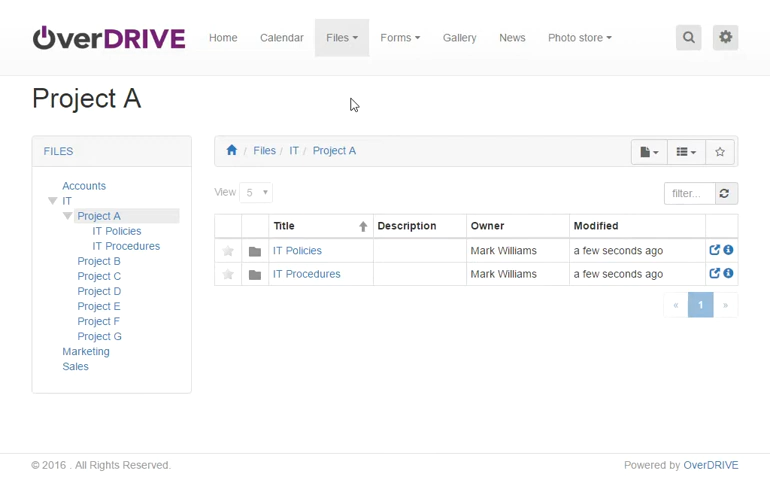 OverDRIVE
Home Calendar Files Forms Gallery News Photo store
Project A
FILES
Accounts
IT
Project A
IT Policies
IT Procedures
Project B
Project C
Project D
Project E
Project F
Project G
Marketing
Sales
/ Files / IT / Project A
View 5
filter...
Title Description Owner Modified
IT Policies Mark Williams a few seconds ago
IT Procedures Mark Williams a few seconds ago
« 1 »
© 2016 . All Rights Reserved.
Powered by OverDRIVE